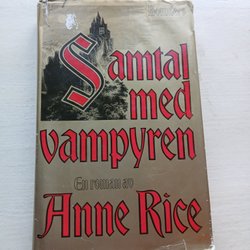 Samtal
med
vampyren
En roman av
Anne Rice